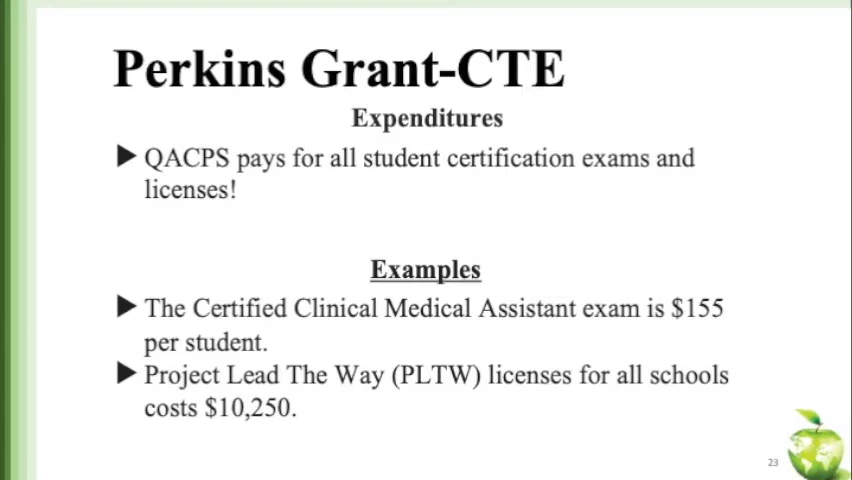 Perkins Grant-CTE
Expenditures
▶ QACPS pays for all student certification exams and
licenses!
Examples
▶ The Certified Clinical Medical Assistant exam is $155
per student.
▶ Project Lead The Way (PLTW) licenses for all schools
costs $10,250.
23